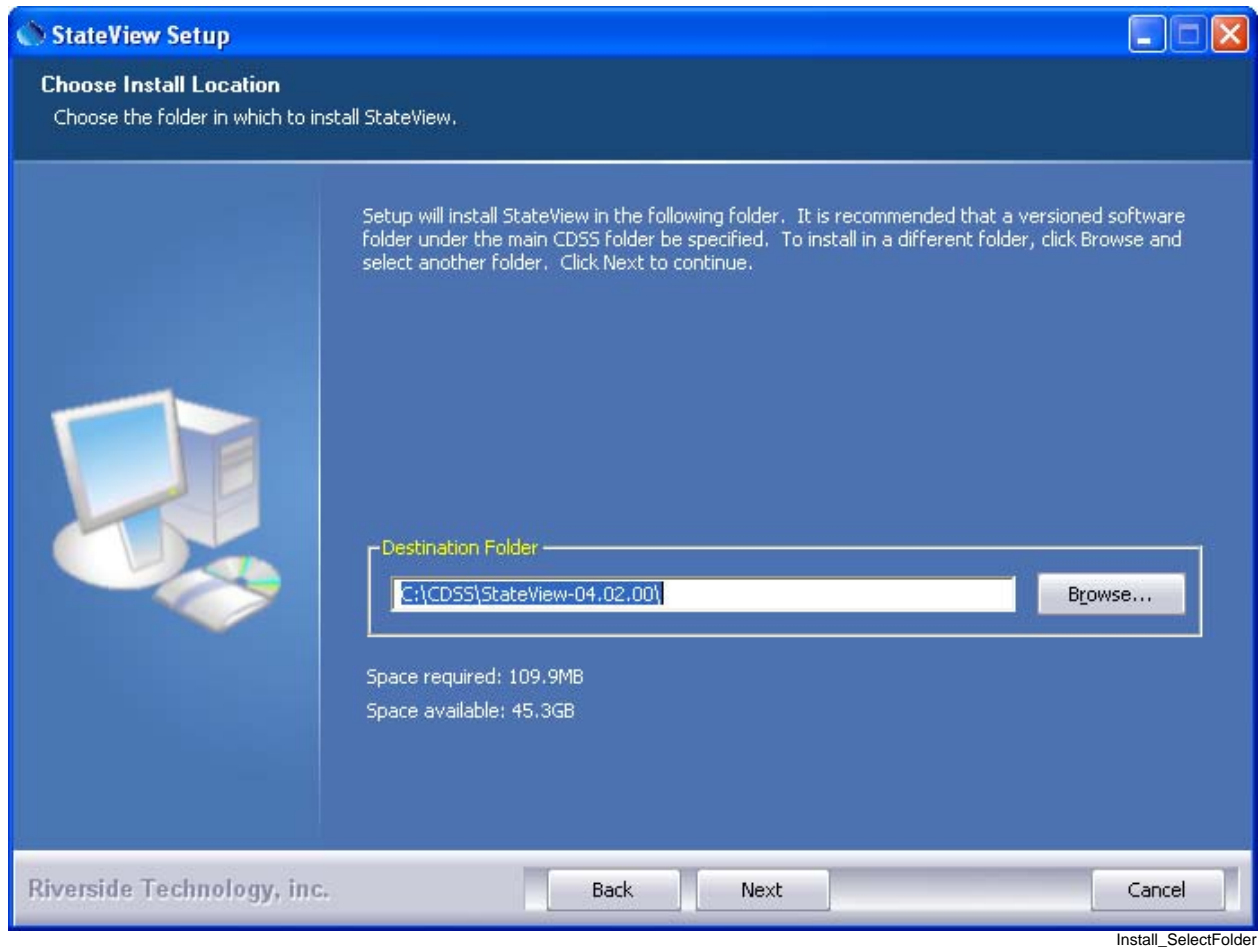 StateView Setup
Choose Install Location
Choose the folder in which to install StateView.
Setup will install StateView in the following folder.  It is recommended that a versioned software
folder under the main CDSS folder be specified.  To install in a different folder, click Browse and
select another folder.  Click Next to continue.
Destination Folder
C:\CDSS\StateView-04.02.00\
Browse...
Space required: 109.9MB
Space available: 45.3GB
Riverside Technology, inc.
Back
Next
Cancel
Install_SelectFolder